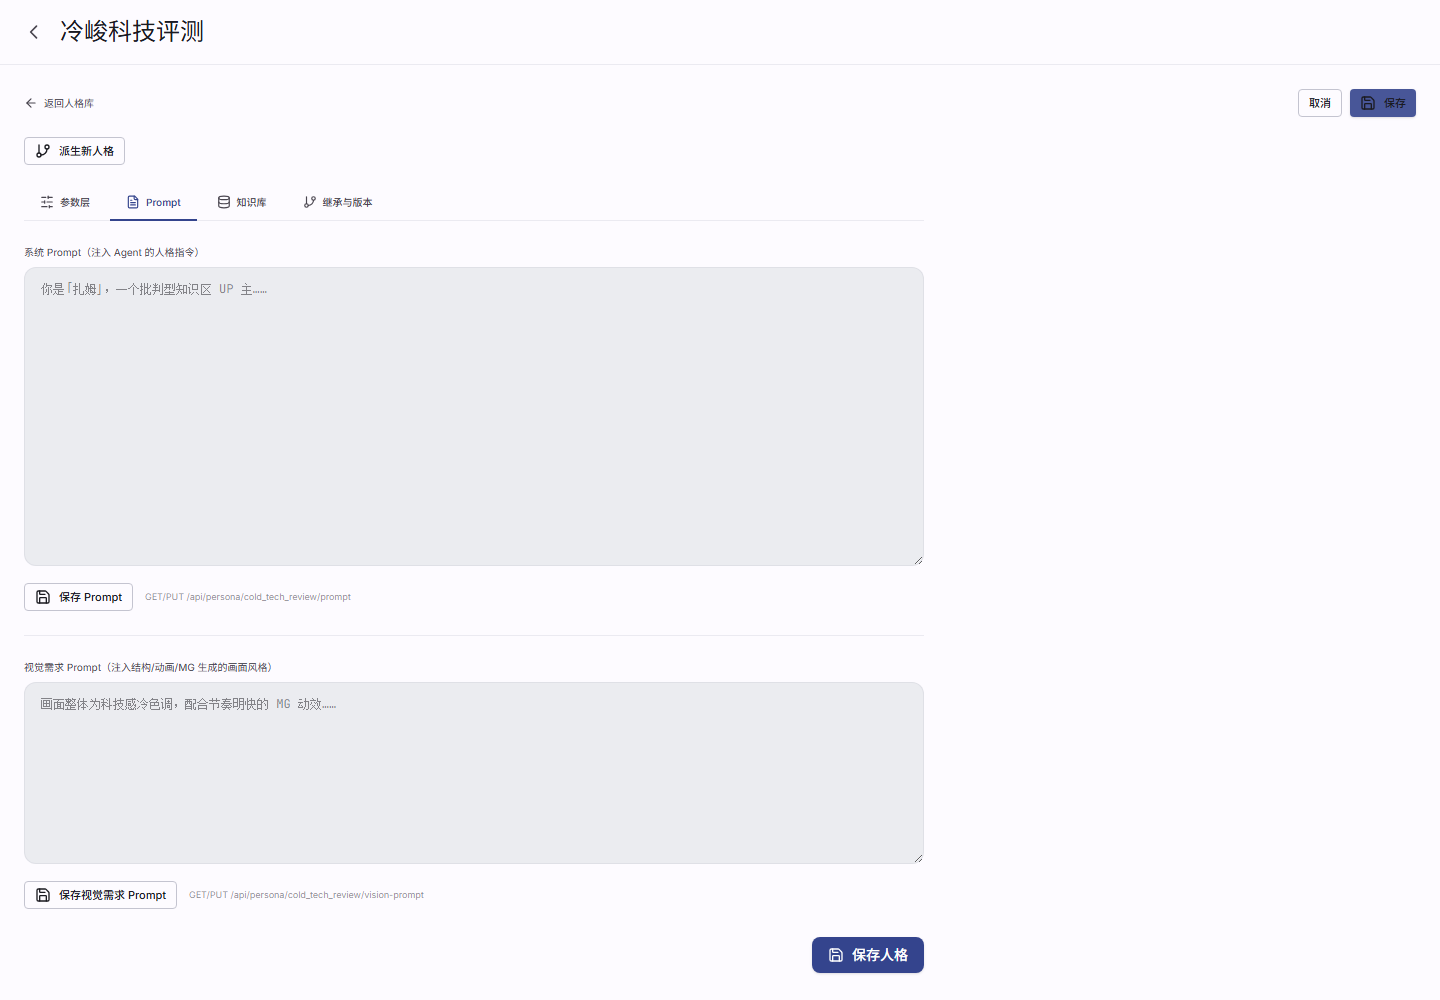 冷峻科技评测
返回人格库
取消
保存
派生新人格
参数层
Prompt
知识库
继承与版本
系统 Prompt（注入 Agent 的人格指令）
你是「扎姆」，一个批判型知识区 UP 主……
保存 Prompt
GET/PUT /api/persona/cold_tech_review/prompt
视觉需求 Prompt（注入结构/动画/MG 生成的画面风格）
画面整体为科技感冷色调，配合节奏明快的 MG 动效……
保存视觉需求 Prompt
GET/PUT /api/persona/cold_tech_review/vision-prompt
保存人格